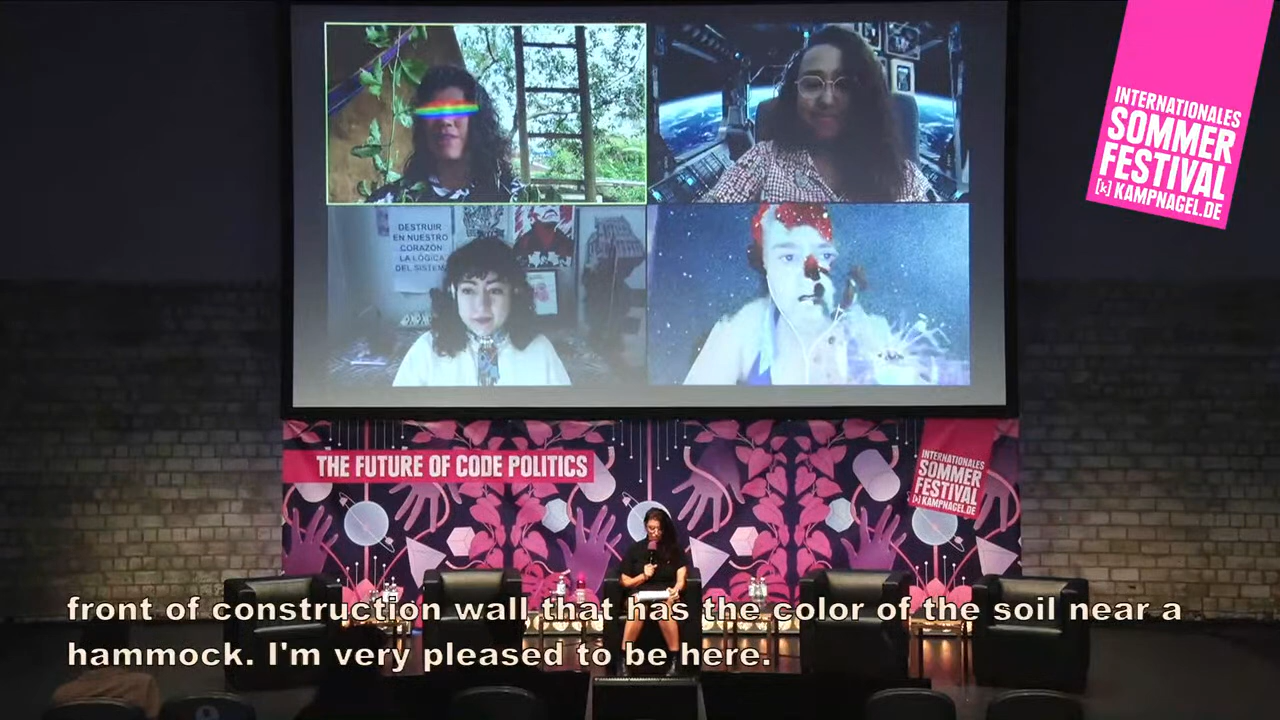 INTERNATIONALES
SOMMER
FESTIVAL
[k] KAMPNAGEL.DE
DESTRUIR
EN NUESTRO
CORAZÓN
LA LÓGICA
DEL SISTEMA
THE FUTURE OF CODE POLITICS
INTERNATIONALES
SOMMER
FESTIVAL
[k] KAMPNAGEL.DE
front of construction wall that has the color of the soil near a
hammock. I'm very pleased to be here.